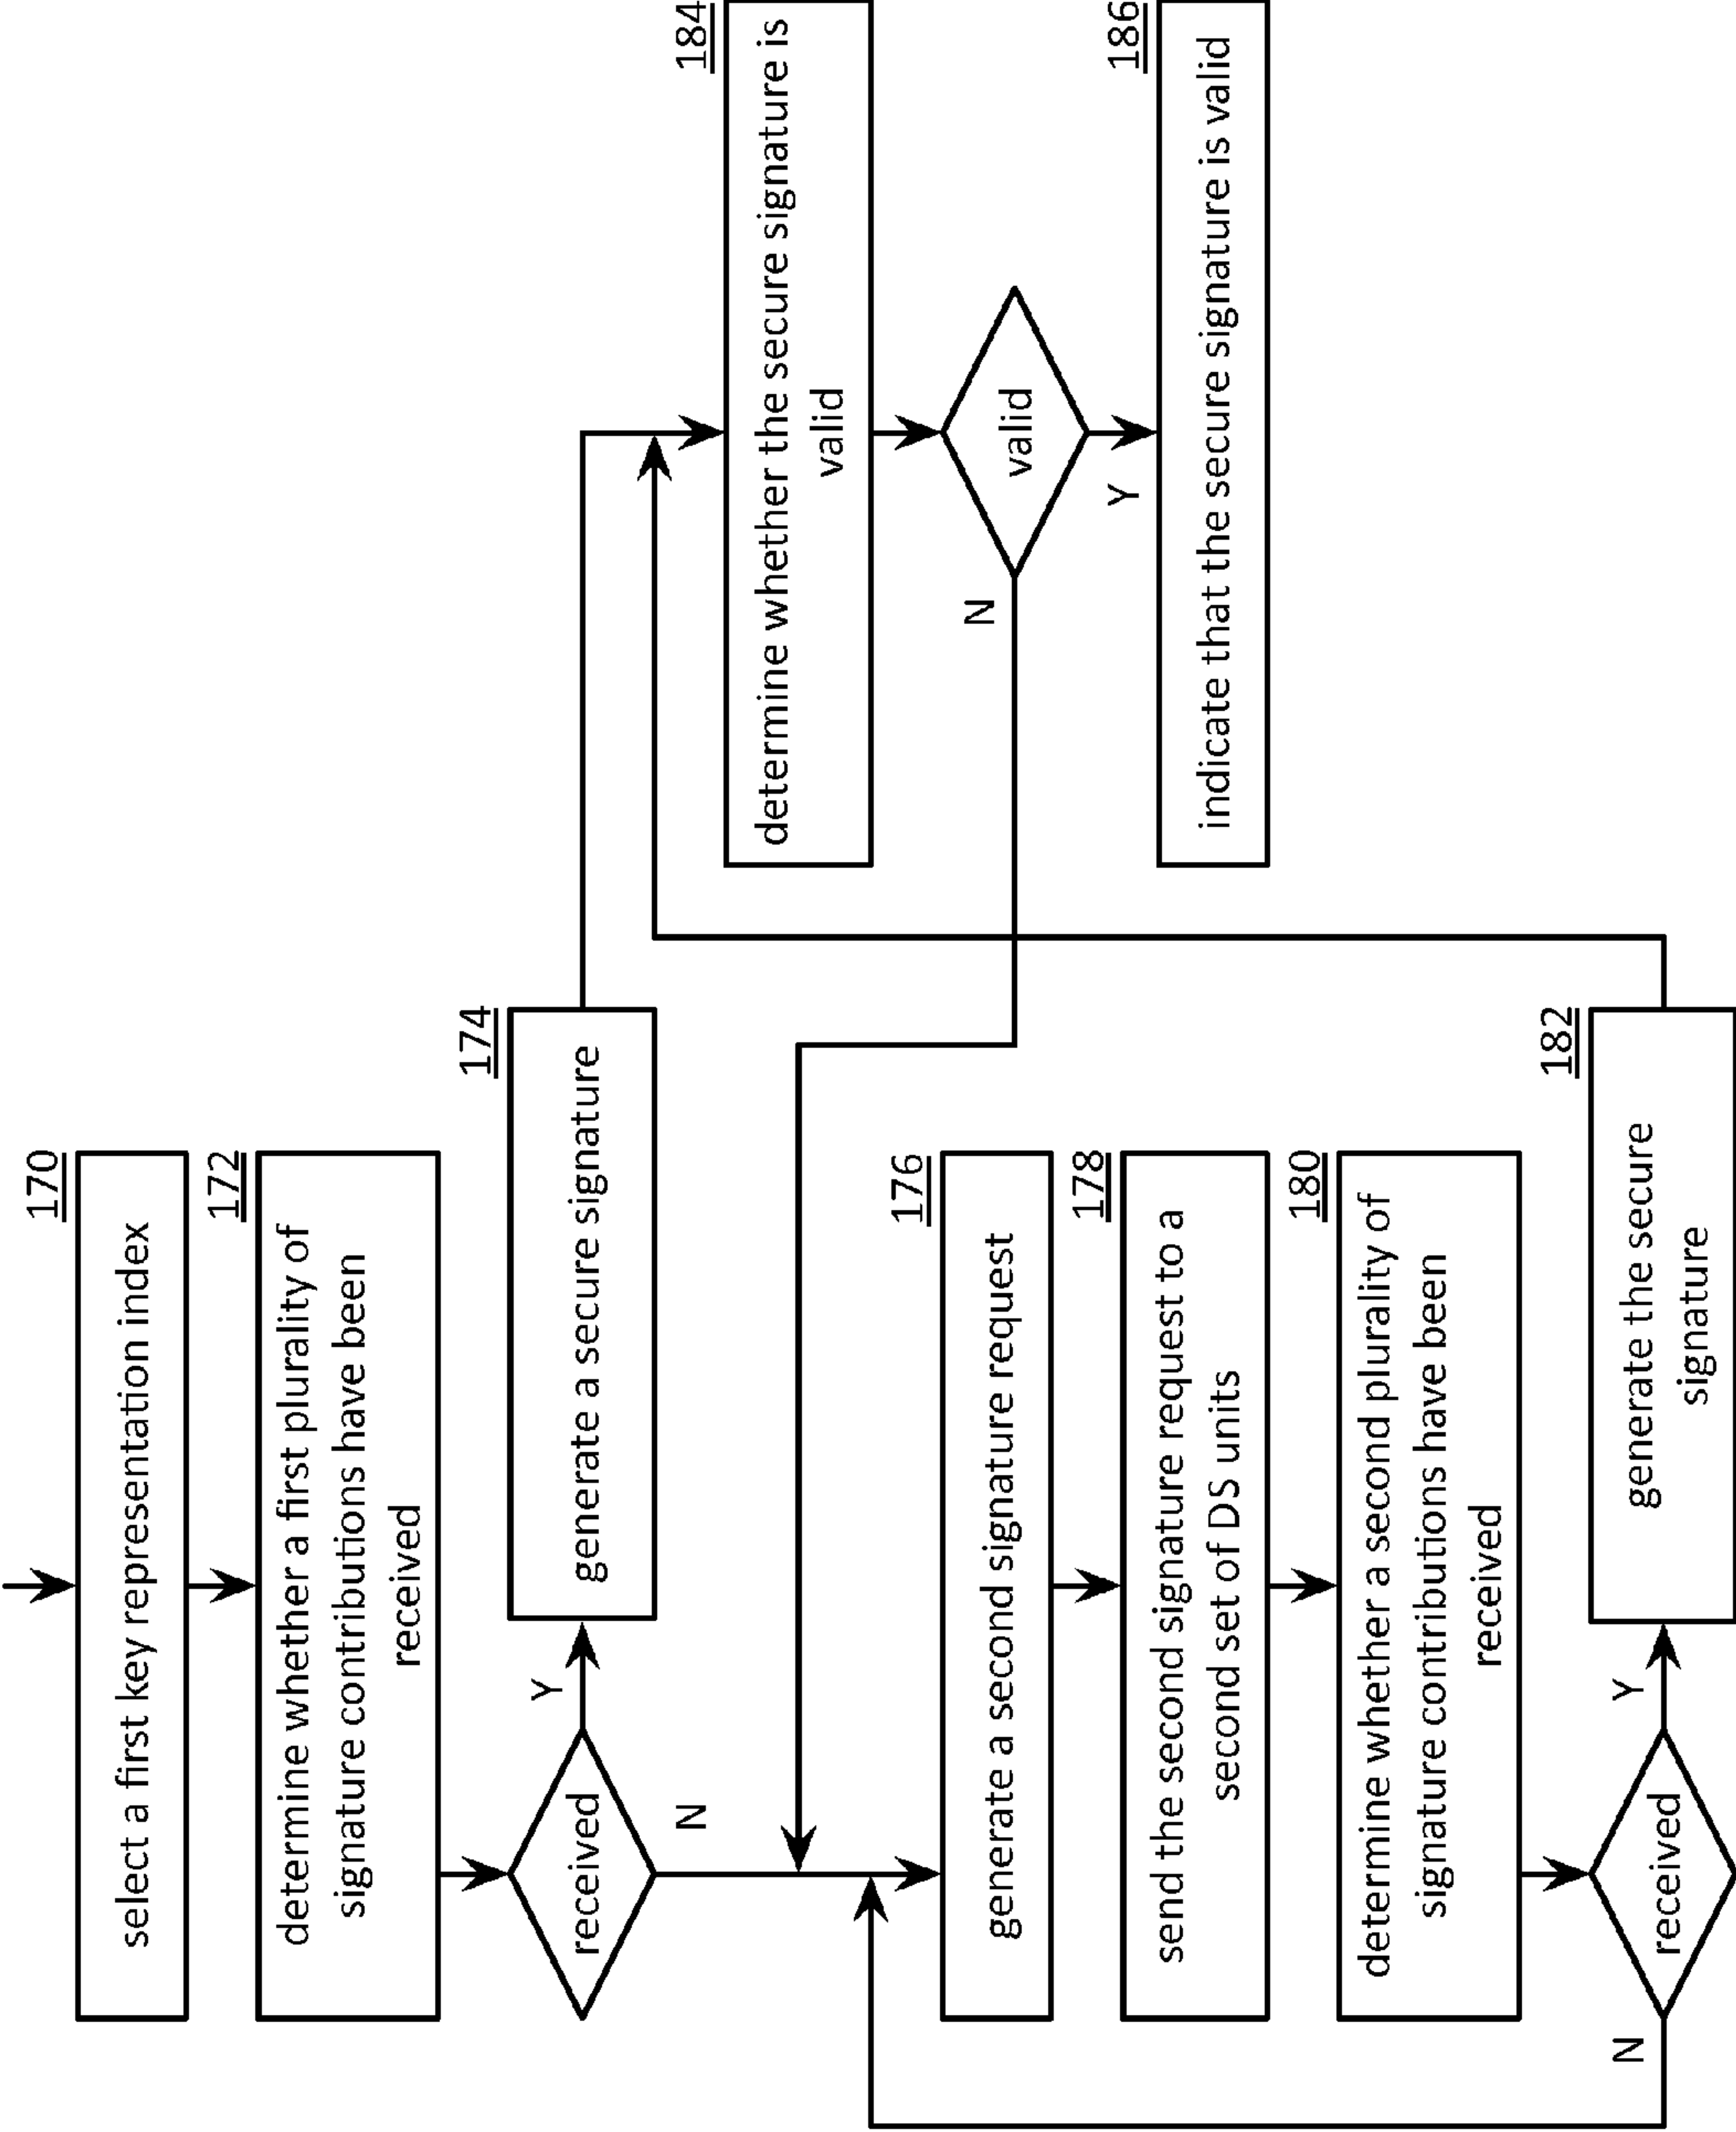 170
select a first key representation index
172
determine whether a first plurality of
signature contributions have been
received
received
Y
N
174
generate a secure signature
176
generate a second signature request
178
send the second signature request to a
second set of DS units
180
determine whether a second plurality of
signature contributions have been
received
received
N
Y
182
generate the secure
signature
184
determine whether the secure signature is
valid
valid
N
Y
186
indicate that the secure signature is valid